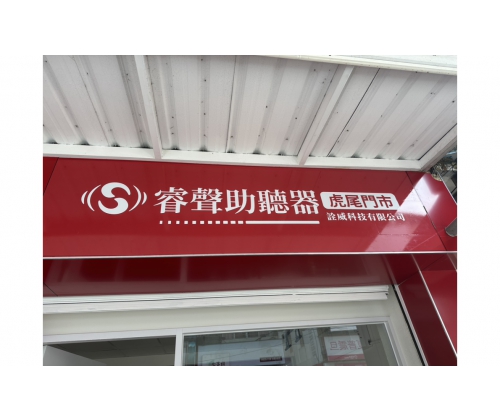 睿聲助聽器 虎尾門市
詮威科技有限公司